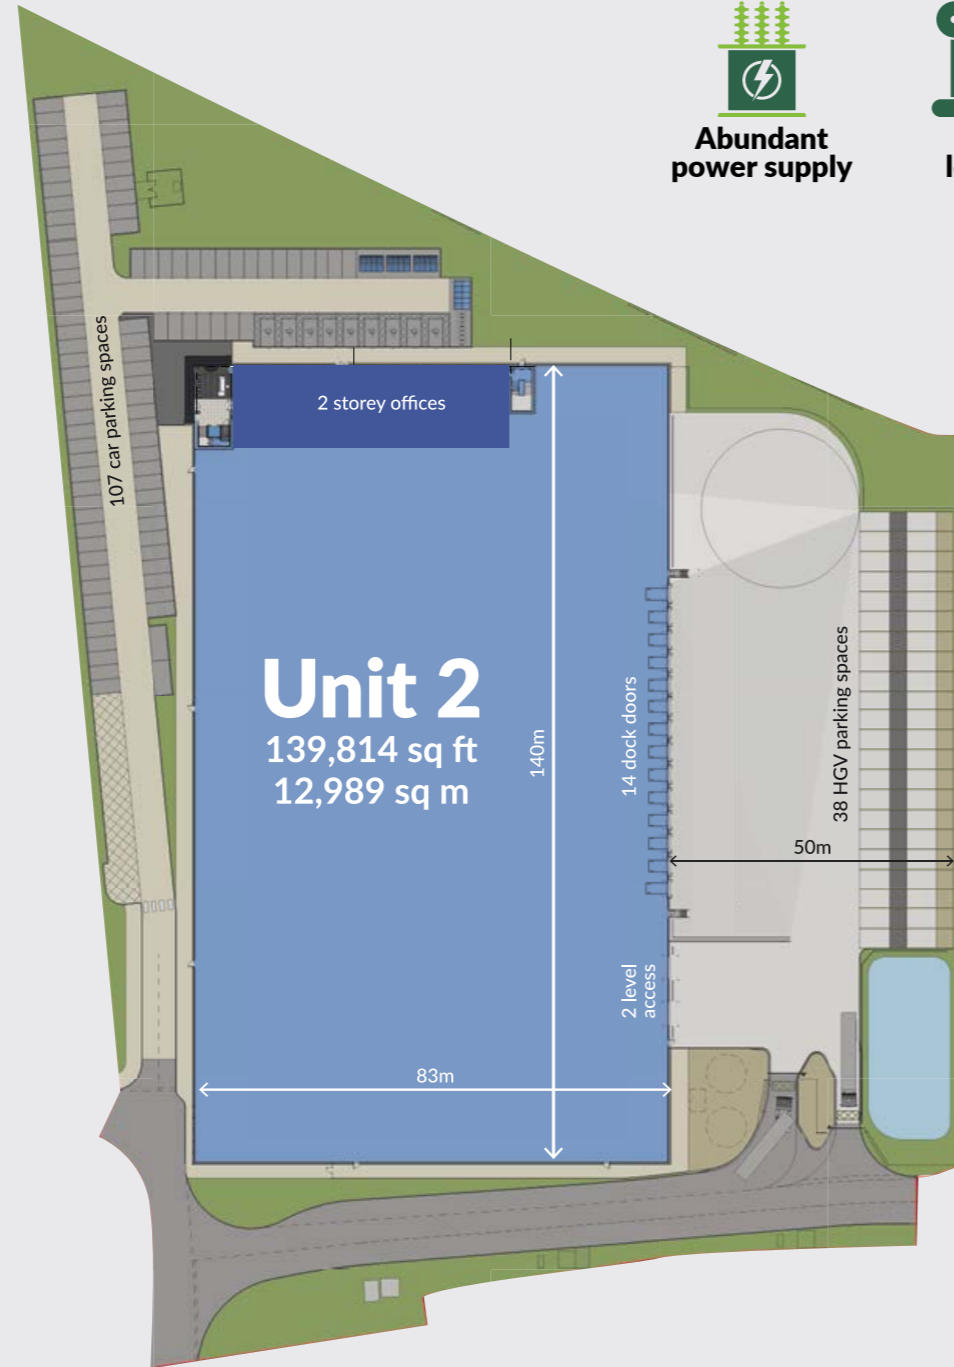 Abundant
power supply
107 car parking spaces
2 storey offices
Unit 2
139,814 sq ft
12,989 sq m
140m
14 dock doors
38 HGV parking spaces
50m
2 level
access
83m